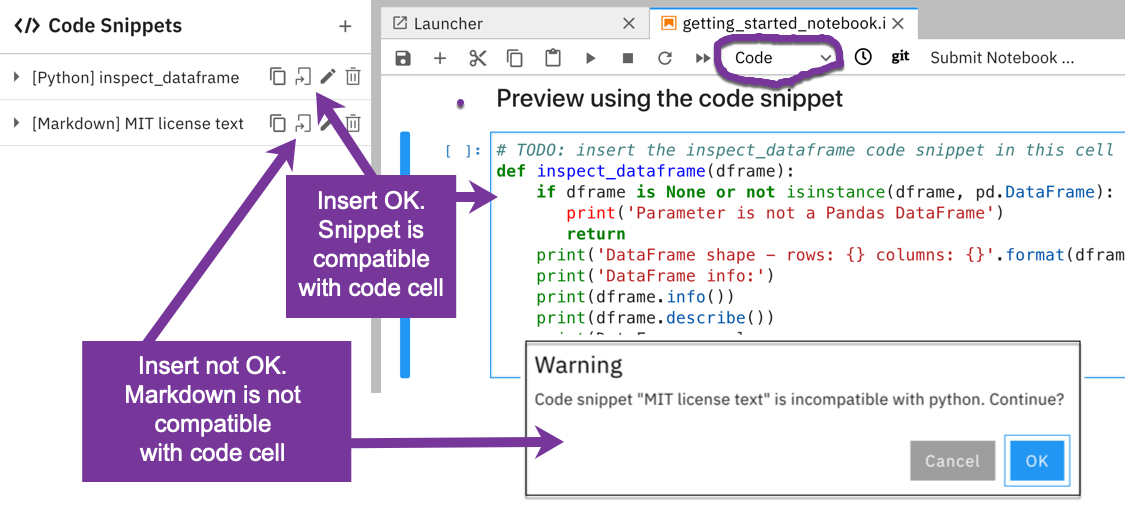 </> Code Snippets
+
[Python] inspect_dataframe
[Markdown] MIT license text
Launcher
getting_started_notebook.i
Code
git
Submit Notebook ...
Preview using the code snippet
[ ]:
# TODO: insert the inspect_dataframe code snippet in this cell
def inspect_dataframe(dframe):
if dframe is None or not isinstance(dframe, pd.DataFrame):
print('Parameter is not a Pandas DataFrame')
return
print('DataFrame shape - rows: {} columns: {}'.format(dfram
print('DataFrame info:')
print(dframe.info())
print(dframe.describe())
Insert OK.
Snippet is
compatible
with code cell
Insert not OK.
Markdown is not
compatible
with code cell
Warning
Code snippet "MIT license text" is incompatible with python. Continue?
Cancel
OK